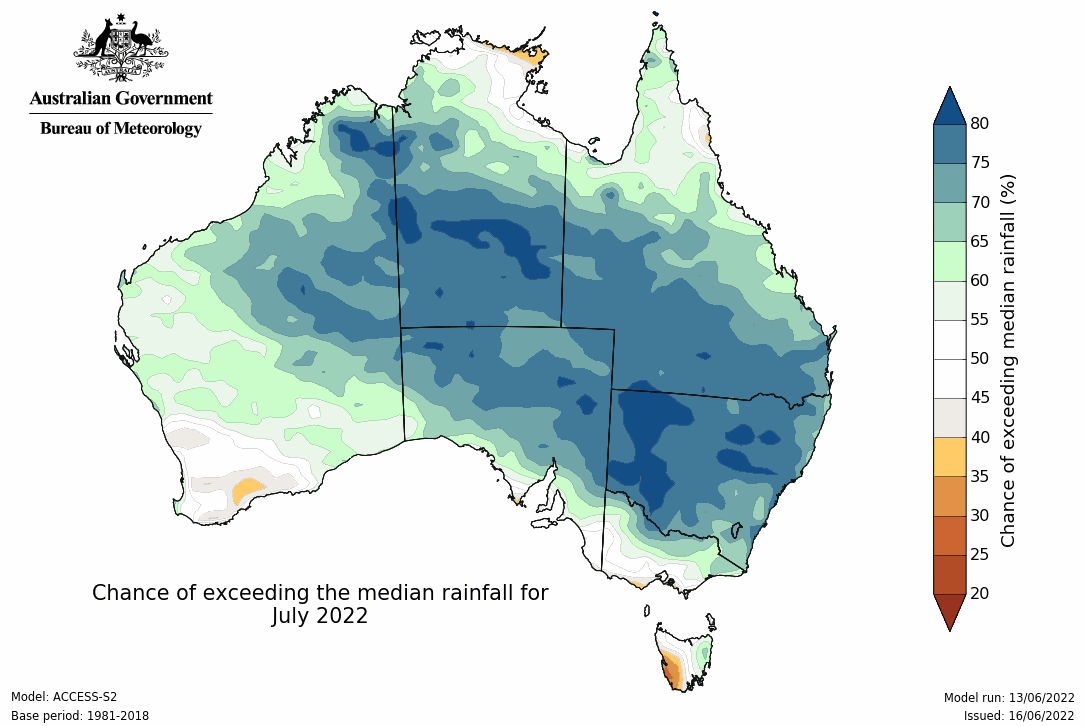 AUSTRALIA
Australian Government
Bureau of Meteorology
80
75
70
65
60
55
50
45
40
35
30
25
20
Chance of exceeding median rainfall (%)
Chance of exceeding the median rainfall for
July 2022
Model: ACCESS-S2
Base period: 1981-2018
Model run: 13/06/2022
Issued: 16/06/2022